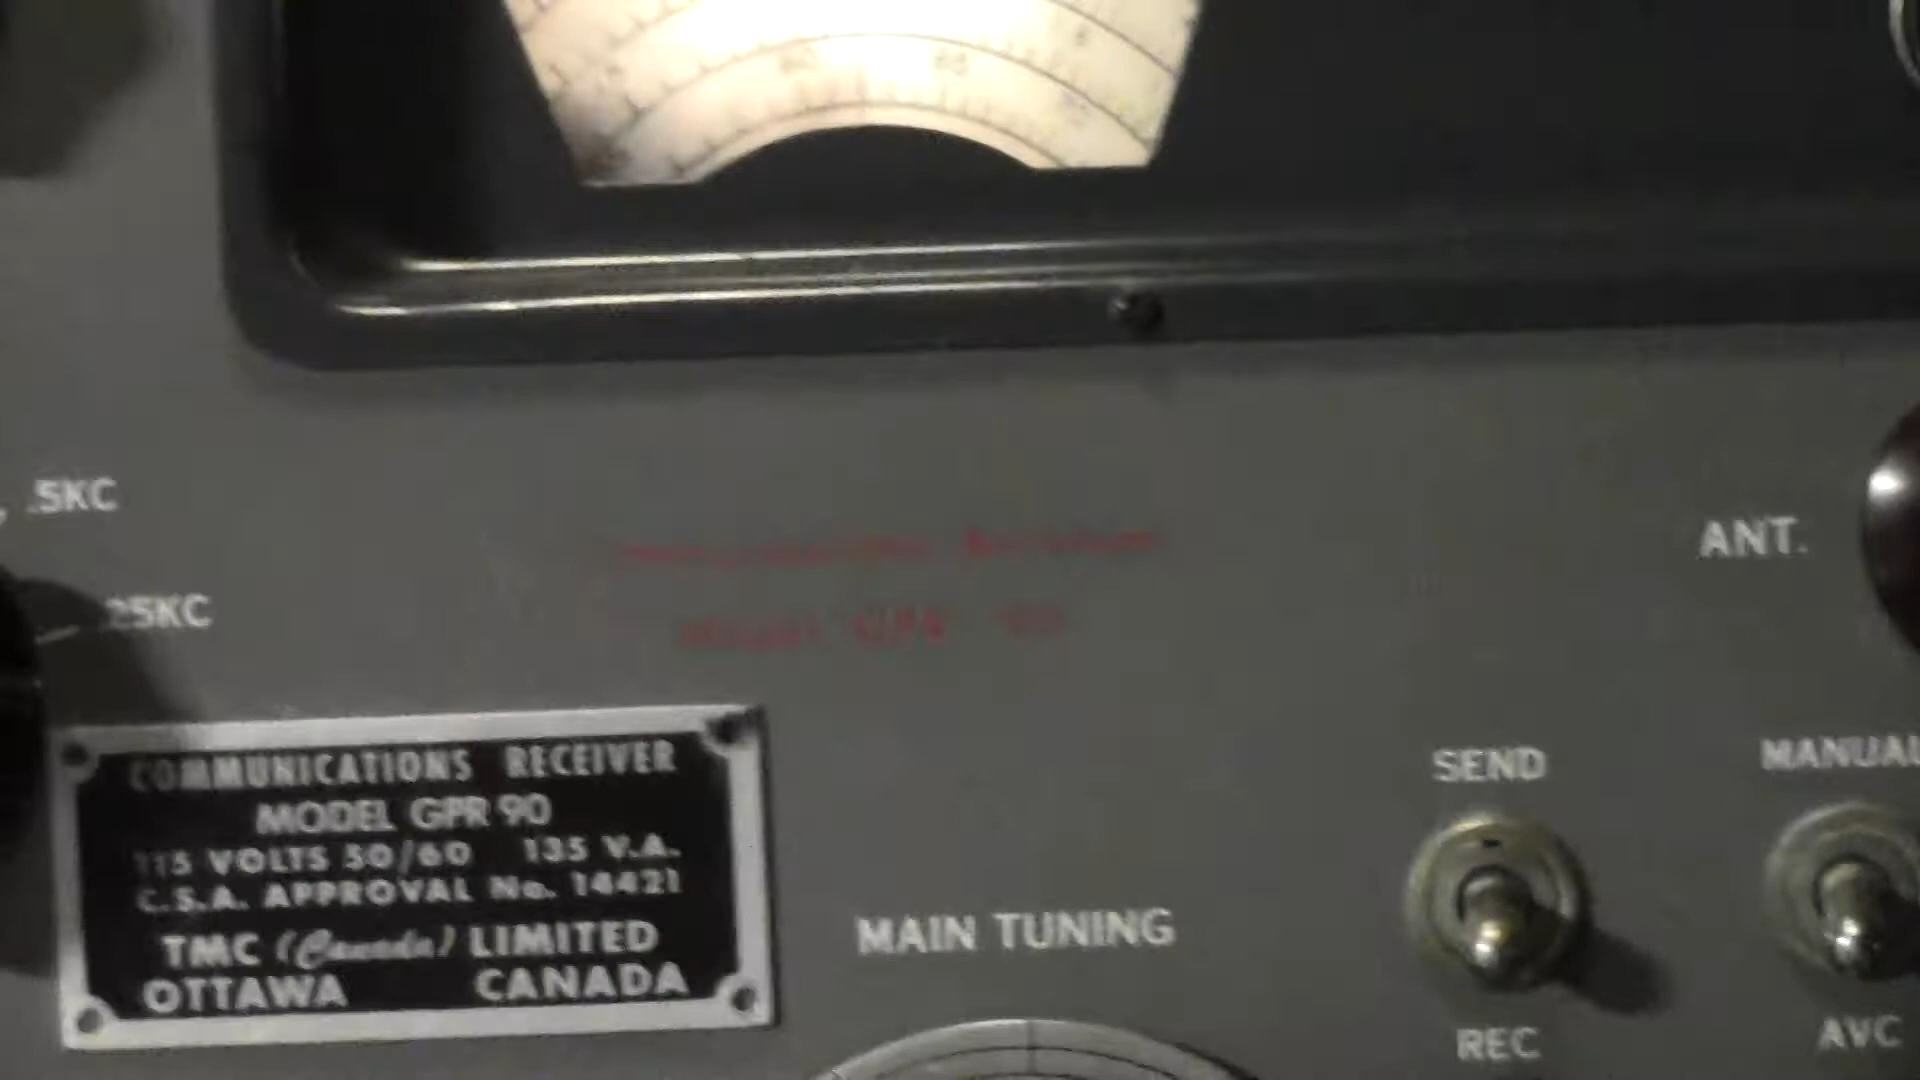 .5KC
ANT.
.25KC
COMMUNICATIONS RECEIVER
MODEL GPR 90
115 VOLTS 50/60 135 V.A.
C.S.A. APPROVAL No. 14421
TMC (Canada) LIMITED
OTTAWA CANADA
MAIN TUNING
SEND
REC
MANUAL
AVC